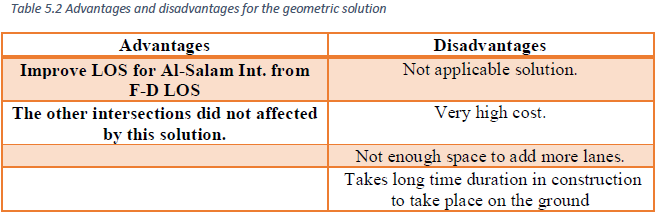 Table 5.2 Advantages and disadvantages for the geometric solution
Advantages
Disadvantages
Improve LOS for Al-Salam Int. from
F-D LOS
Not applicable solution.
The other intersections did not affected
by this solution.
Very high cost.
Not enough space to add more lanes.
Takes long time duration in construction
to take place on the ground